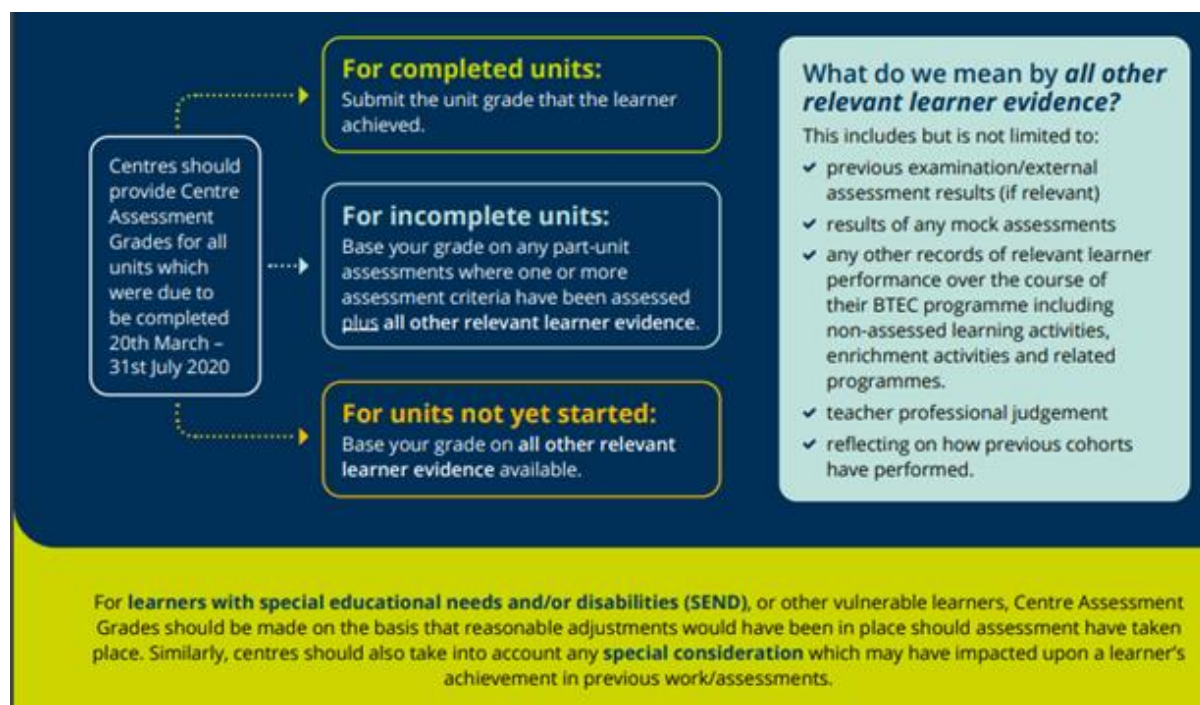 Centres should
provide Centre
Assessment
Grades for all
units which
were due to
be completed
20th March –
31st July 2020
For completed units:
Submit the unit grade that the learner
achieved.
For incomplete units:
Base your grade on any part-unit
assessments where one or more
assessment criteria have been assessed
plus all other relevant learner evidence.
For units not yet started:
Base your grade on all other relevant
learner evidence available.
What do we mean by all other
relevant learner evidence?
This includes but is not limited to:
✓ previous examination/external
assessment results (if relevant)
✓ results of any mock assessments
✓ any other records of relevant learner
performance over the course of
their BTEC programme including
non-assessed learning activities,
enrichment activities and related
programmes.
✓ teacher professional judgement
✓ reflecting on how previous cohorts
have performed.
For learners with special educational needs and/or disabilities (SEND), or other vulnerable learners, Centre Assessment
Grades should be made on the basis that reasonable adjustments would have been in place should assessment have taken
place. Similarly, centres should also take into account any special consideration which may have impacted upon a learner's
achievement in previous work/assessments.